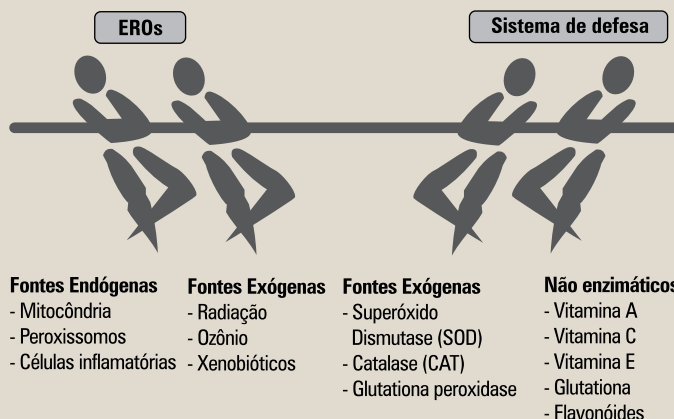 EROs
Sistema de defesa
Fontes Endógenas
- Mitocôndria
- Peroxissomos
- Células inflamatórias
Fontes Exógenas
- Radiação
- Ozônio
- Xenobióticos
Fontes Exógenas
- Superóxido
Dismutase (SOD)
- Catalase (CAT)
- Glutationa peroxidase
Não enzimáticos
- Vitamina A
- Vitamina C
- Vitamina E
- Glutationa
- Flavonóides